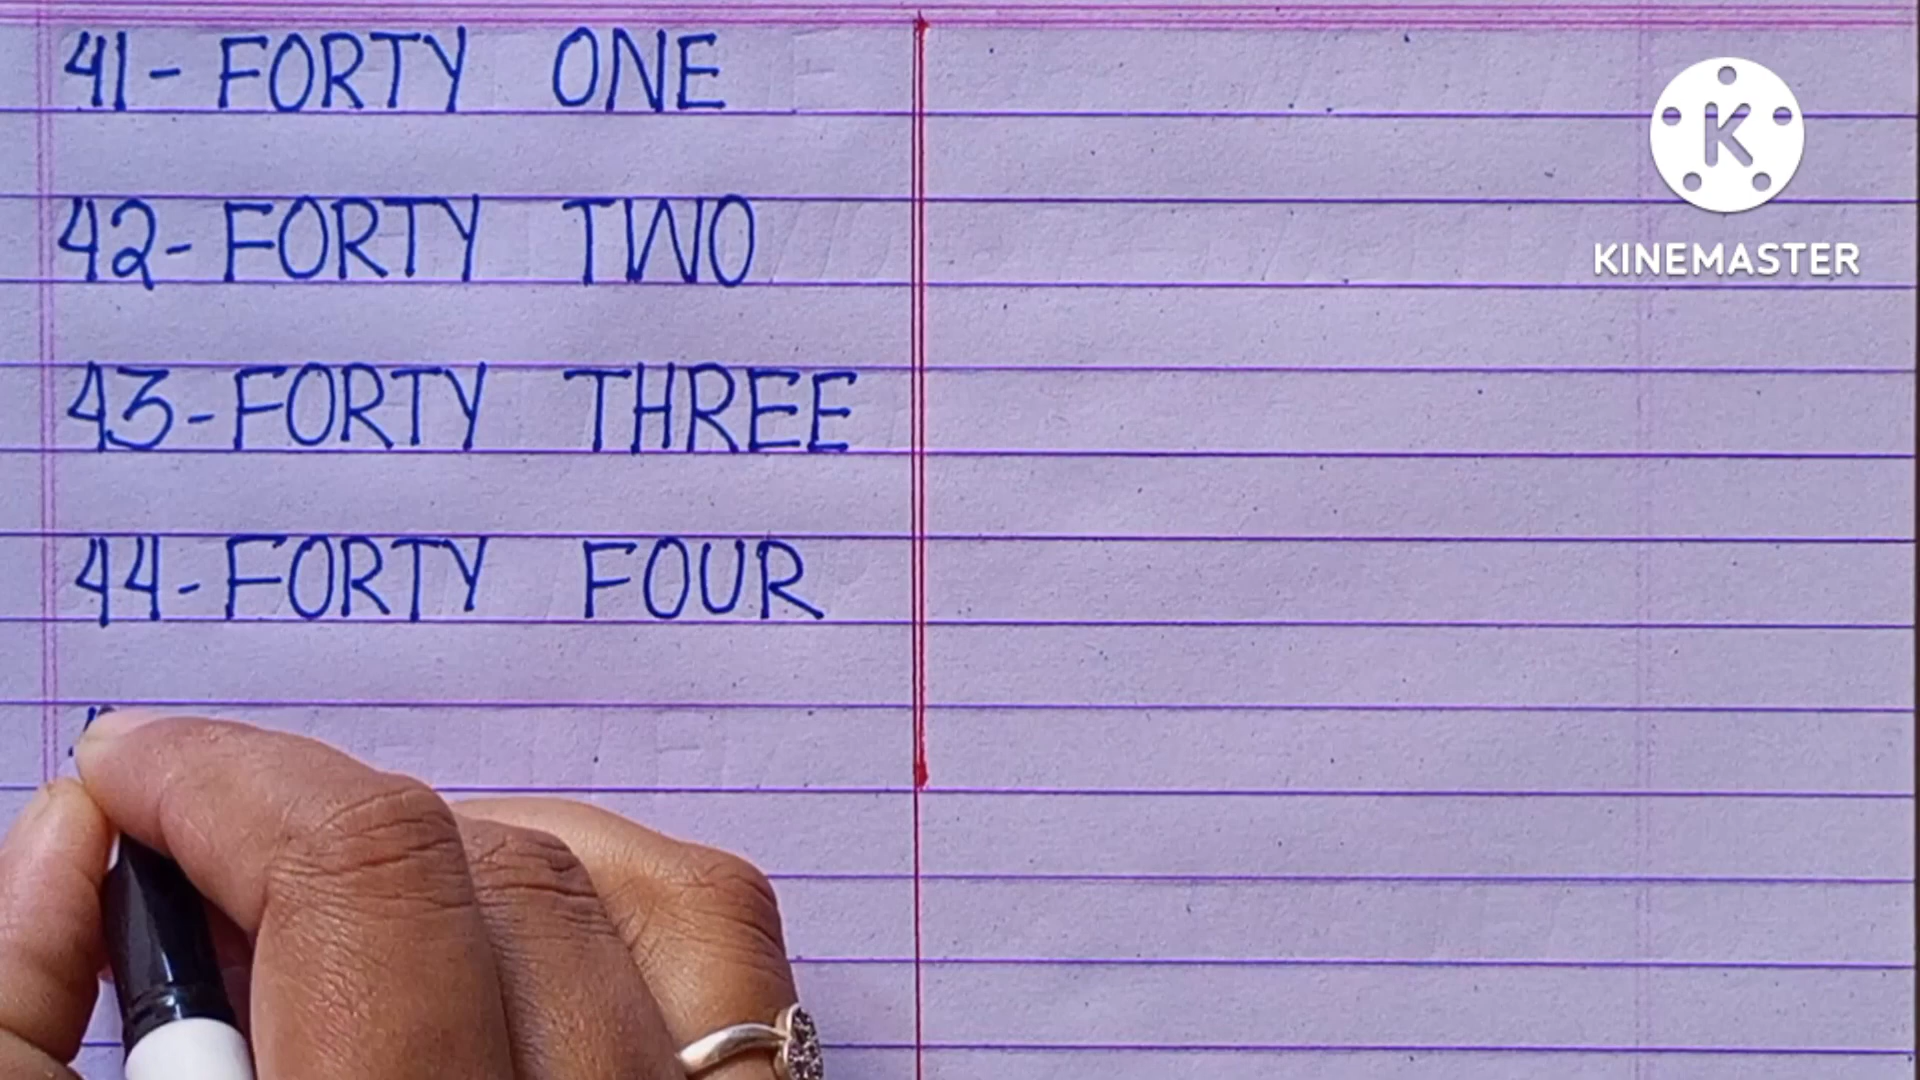 41- FORTY ONE
42- FORTY TWO
43- FORTY THREE
44- FORTY FOUR
KINEMASTER